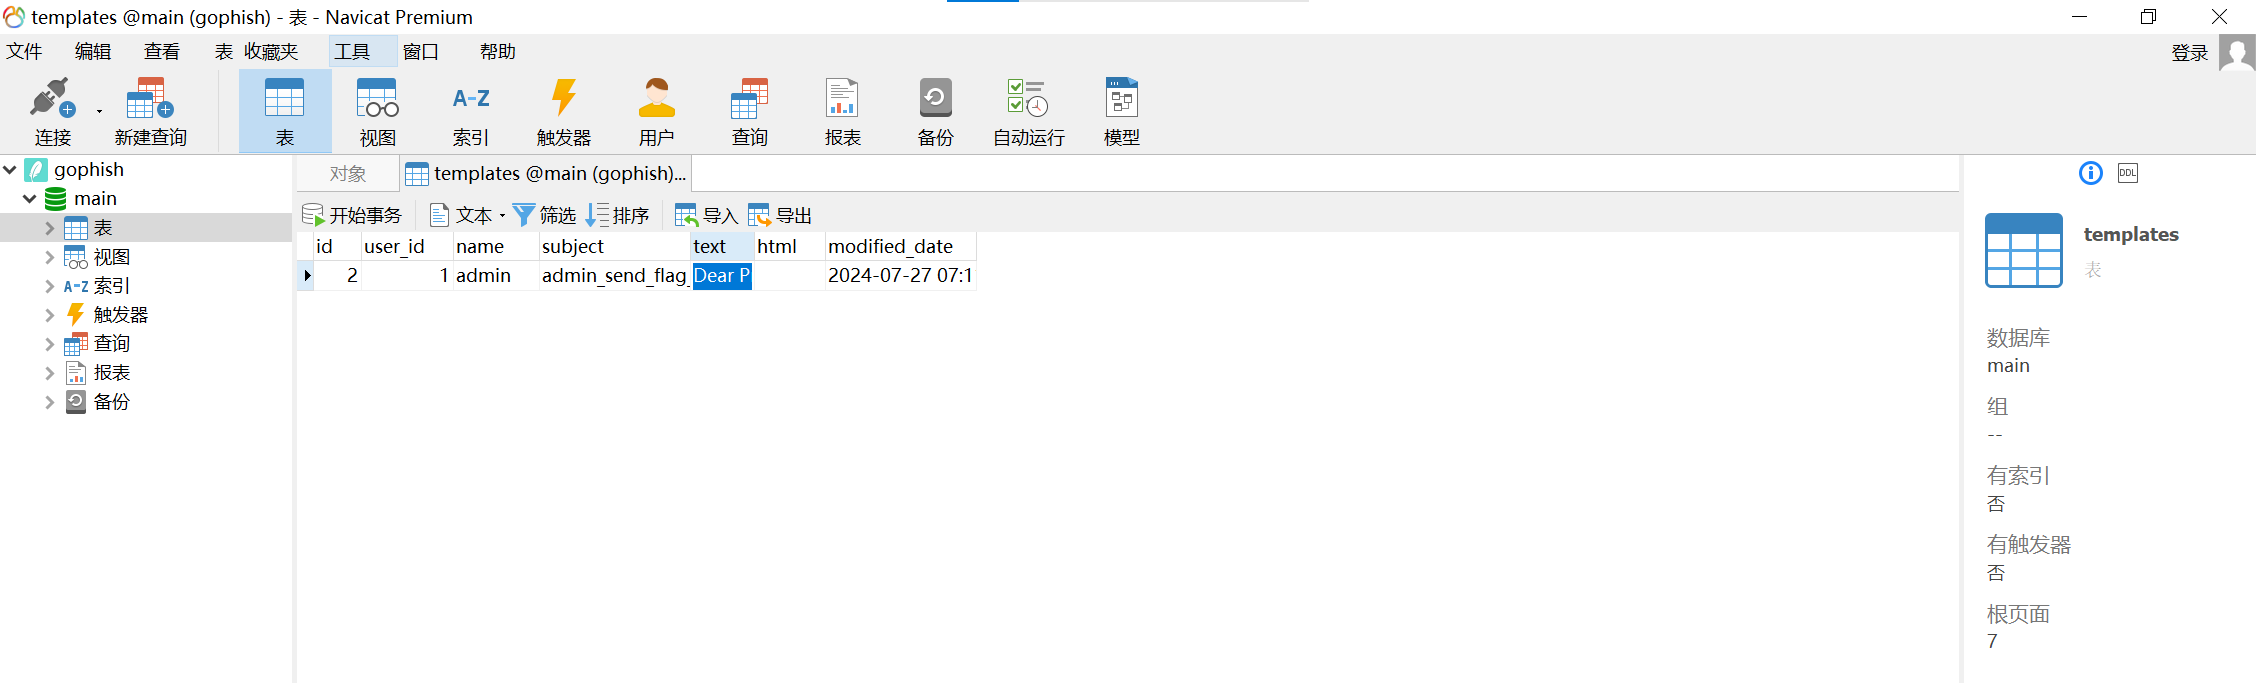 templates @main (gophish) - 表 - Navicat Premium
文件 编辑 查看 表 收藏夹 工具 窗口 帮助 登录
连接 新建查询 表 视图 A-Z 索引 触发器 用户 查询 报表 备份 自动运行 模型
gophish
main
表
视图
A-Z 索引
触发器
查询
报表
备份
对象 templates @main (gophish)...
开始事务 文本 筛选 排序 导入 导出
id user_id name subject text html modified_date
2 1 admin admin_send_flag_ Dear P 2024-07-27 07:1
DDL
templates
表
数据库
main
组
--
有索引
否
有触发器
否
根页面
7